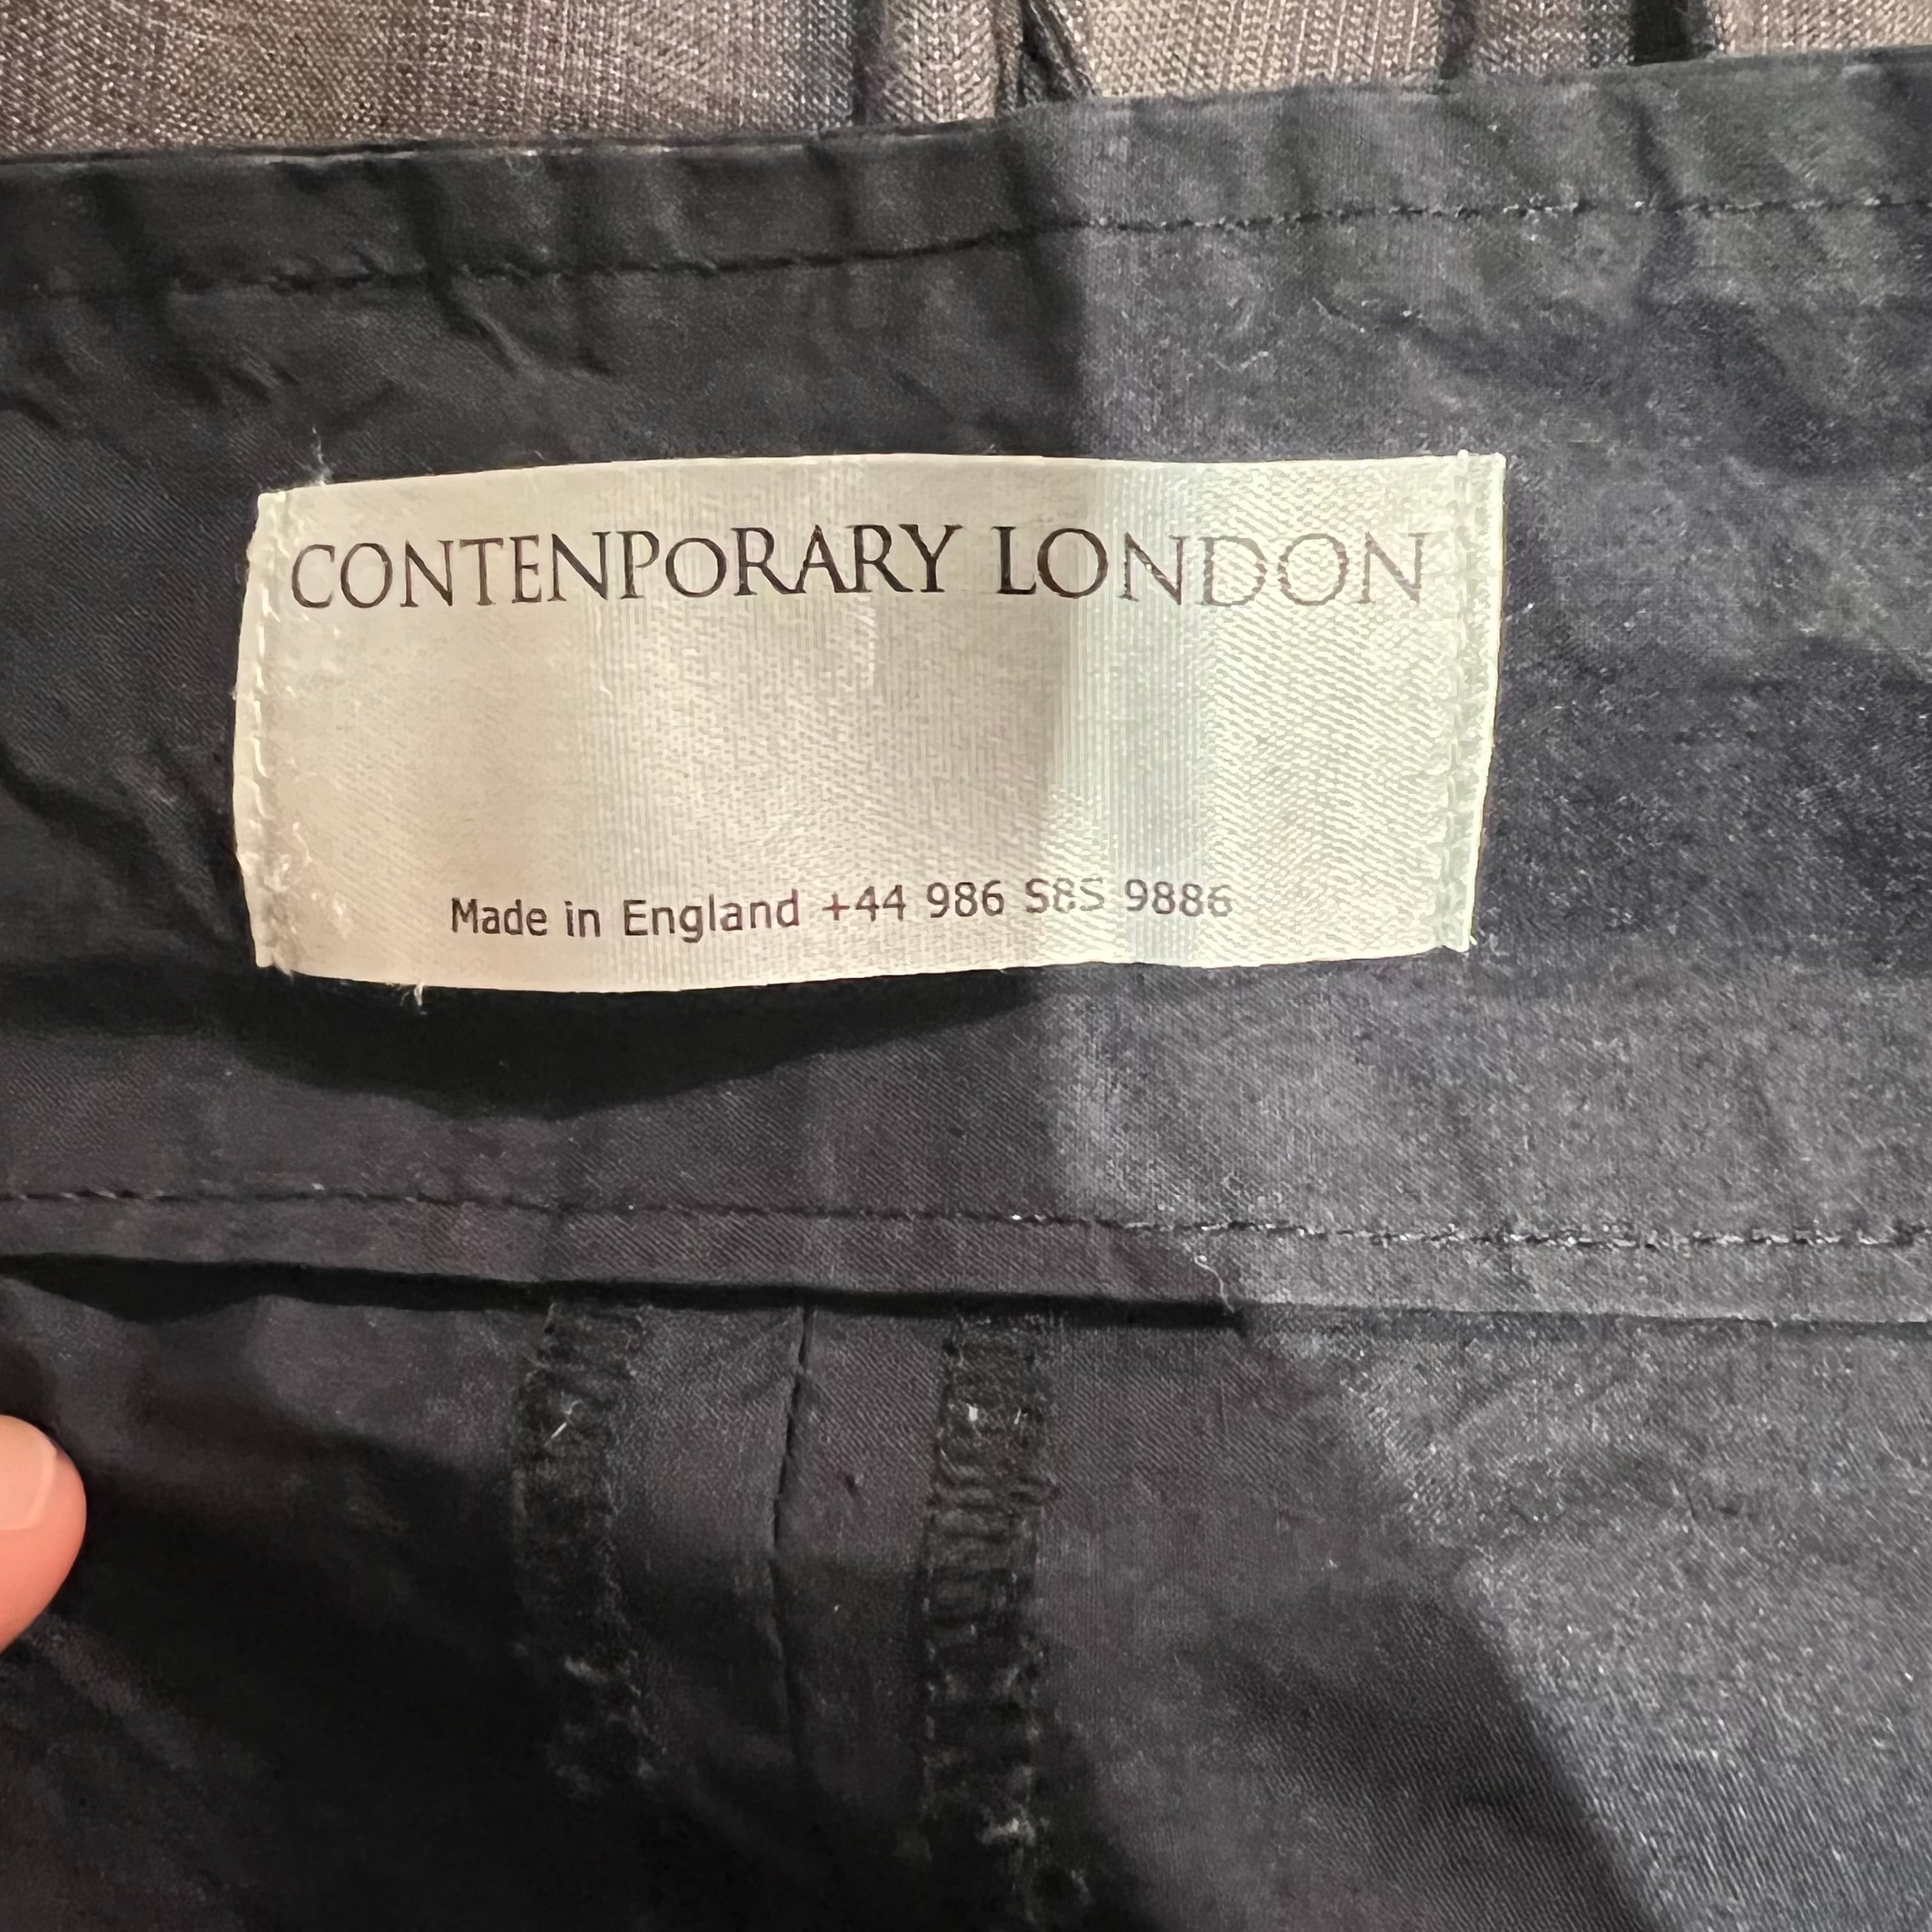 CONTENPORARY LONDON
Made in England +44 986 S8S 9886